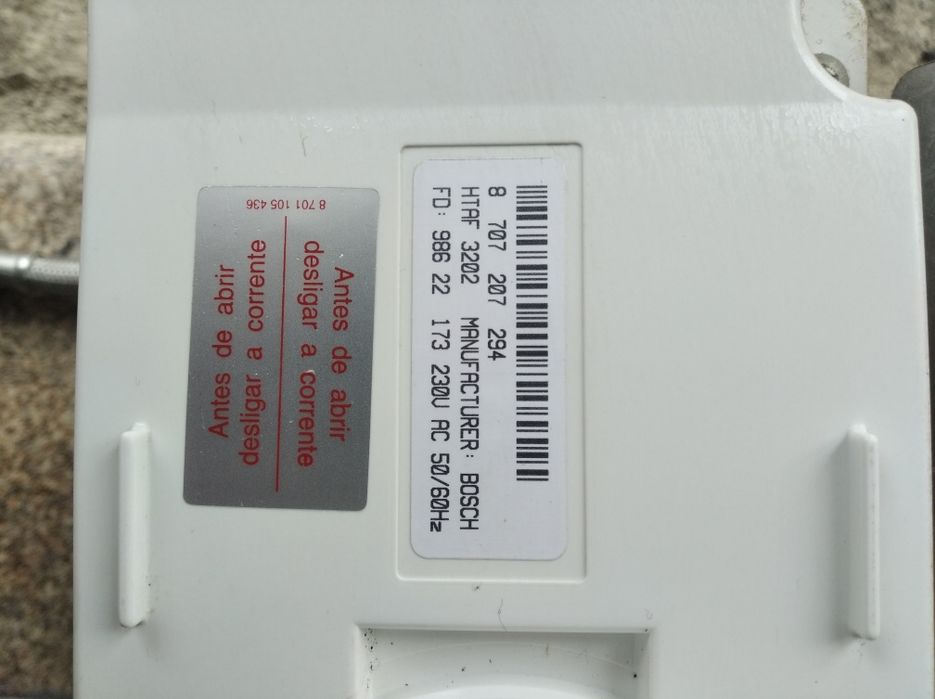 8 701 105 436
Antes de abrir
desligar a corrente
Antes de abrir
desligar a corrente
8 707 207 294
HTAF 3202 MANUFACTURER: BOSCH
FD: 986 22 173 230V AC 50/60Hz